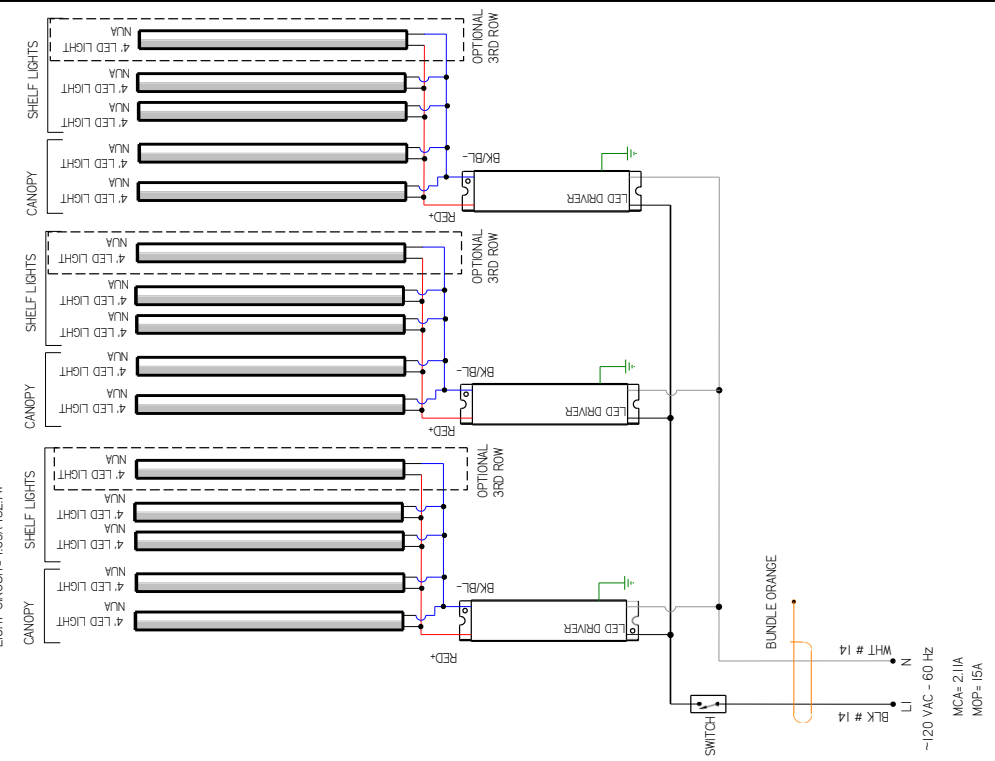 SHELF LIGHTS
NUA
4' LED LIGHT
OPTIONAL
3RD ROW
NUA
4' LED LIGHT
NUA
4' LED LIGHT
CANOPY
NUA
4' LED LIGHT
NUA
4' LED LIGHT
BK/BL-
RED+
LED DRIVER
SHELF LIGHTS
NUA
4' LED LIGHT
OPTIONAL
3RD ROW
NUA
4' LED LIGHT
NUA
4' LED LIGHT
CANOPY
NUA
4' LED LIGHT
NUA
4' LED LIGHT
BK/BL-
RED+
LED DRIVER
SHELF LIGHTS
NUA
4' LED LIGHT
OPTIONAL
3RD ROW
NUA
4' LED LIGHT
NUA
4' LED LIGHT
CANOPY
NUA
4' LED LIGHT
NUA
4' LED LIGHT
BK/BL-
RED+
LED DRIVER
BUNDLE ORANGE
WHT # 14
N
BLK # 14
L1
SWITCH
~120 VAC - 60 Hz
MCA= 2.11A
MOP= 15A